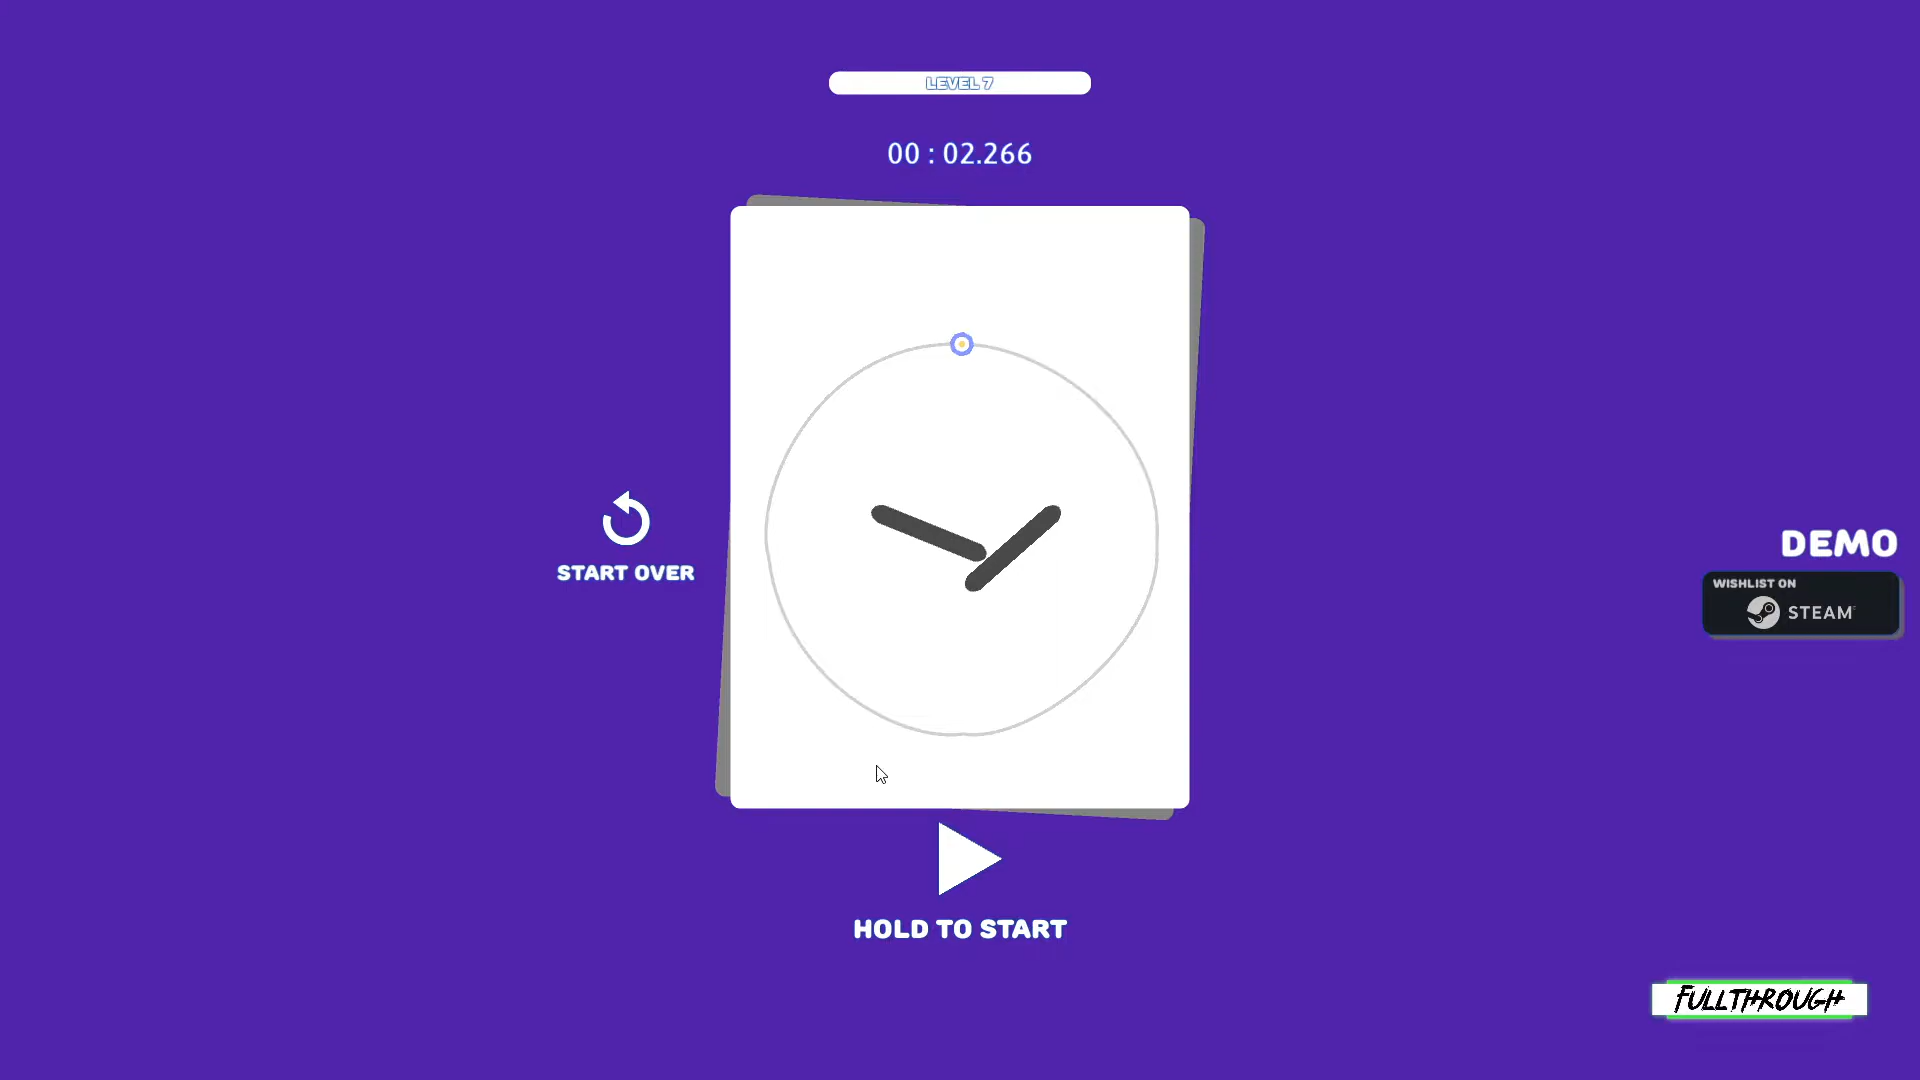 LEVEL 7
00 : 02.266
START OVER
DEMO
WISHLIST ON
STEAM
HOLD TO START
FULLTHROUGH